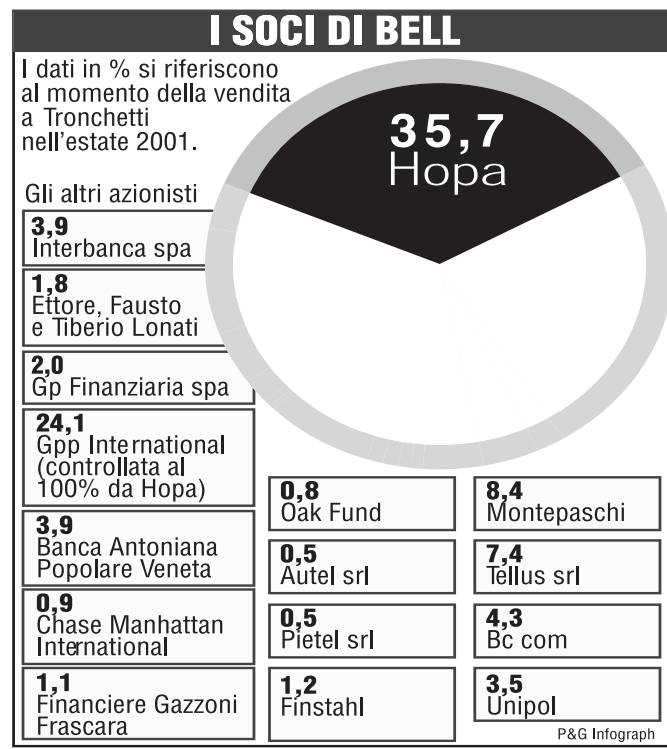 I SOCI DI BELL
I dati in % si riferiscono
al momento della vendita
a Tronchetti
nell'estate 2001.
35,7
Hopa
Gli altri azionisti
3,9
Interbanca spa
1,8
Ettore, Fausto
e Tiberio Lonati
2,0
Gp Finanziaria spa
24,1
Gpp International
(controllata al
100% da Hopa)
3,9
Banca Antoniana
Popolare Veneta
0,9
Chase Manhattan
International
1,1
Financiere Gazzoni
Frascara
0,8
Oak Fund
0,5
Autel srl
0,5
Pietel srl
1,2
Finstahl
8,4
Montepaschi
7,4
Tellus srl
4,3
Bc com
3,5
Unipol
P&G Infograph